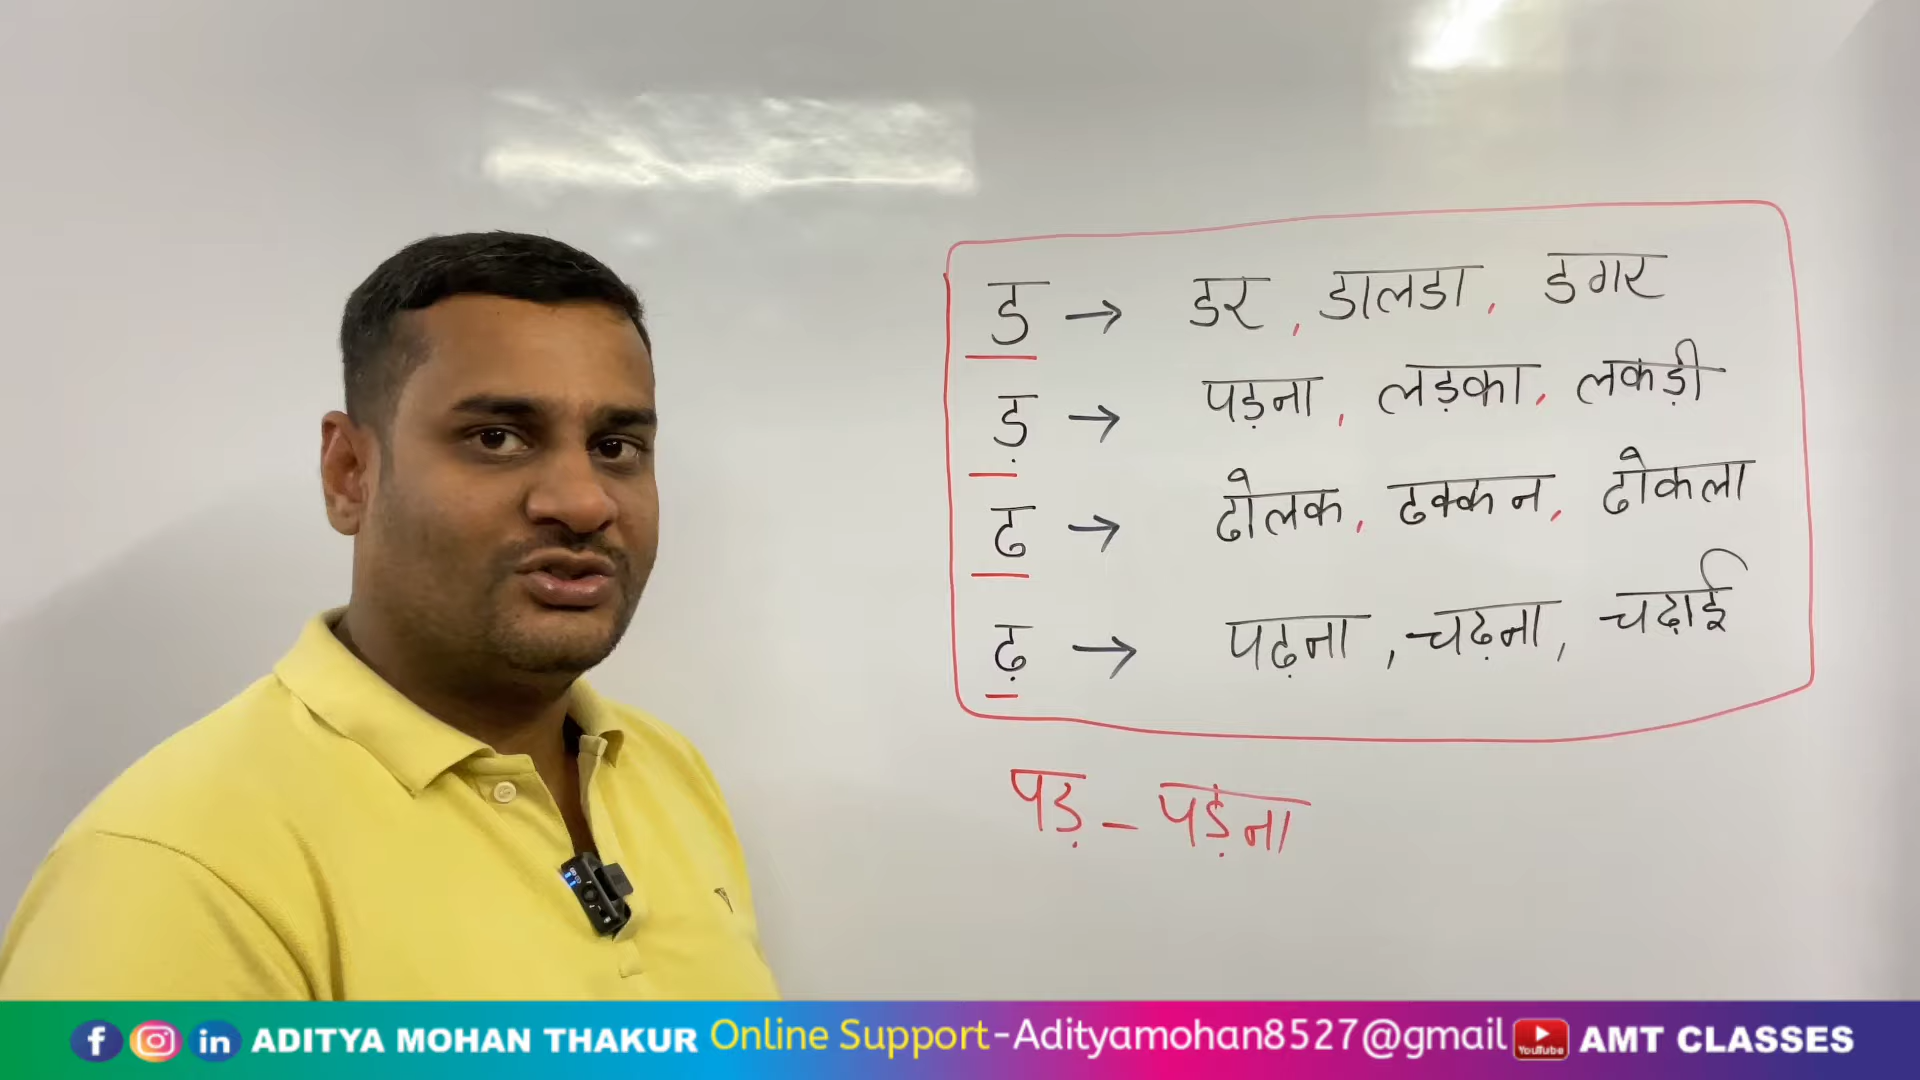 ड → डर, डालडा, डगर
ड़ → पड़ना, लड़का, लकड़ी
ढ → ढोलक, ढक्कन, ढोकला
ढ़ → पढ़ना, चढ़ना, चढ़ाई
पड़ - पड़ना
ADITYA MOHAN THAKUR Online Support-Adityamohan8527@gmail YouTube AMT CLASSES